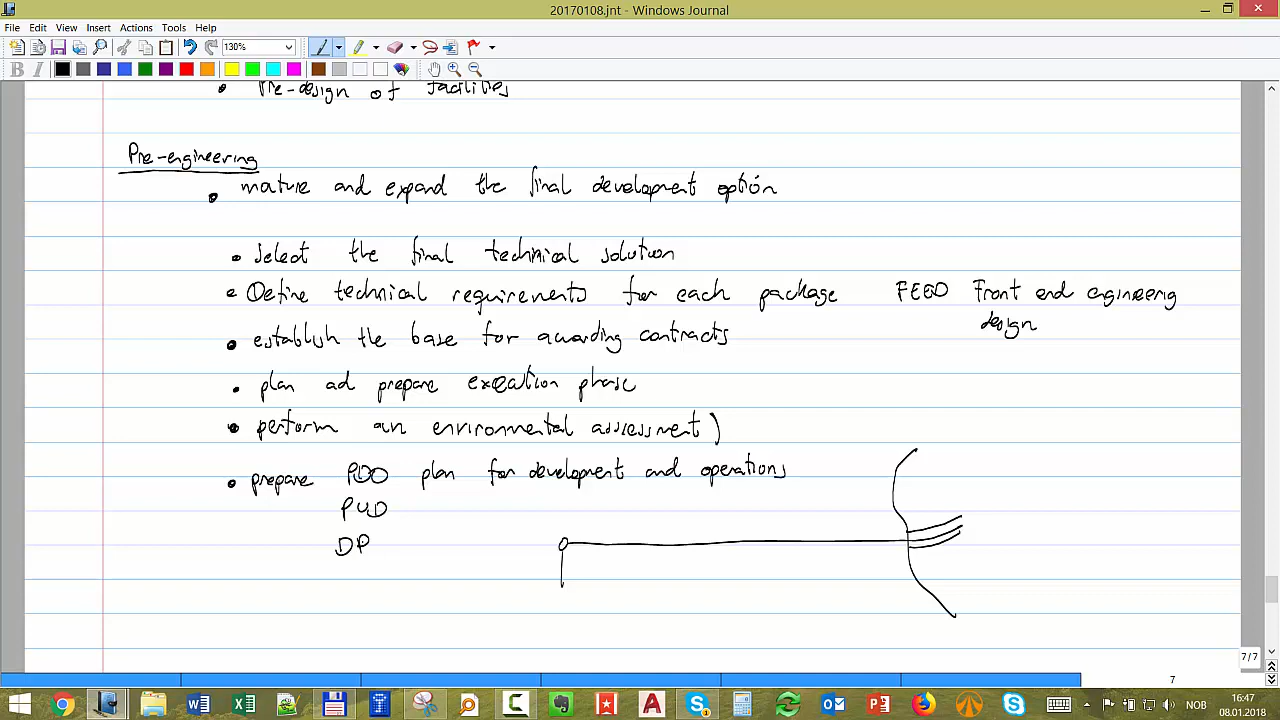 20170108.jnt - Windows Journal
File Edit View Insert Actions Tools Help
130%
B I
• Pre-design of facilities
Pre-engineering
• mature and expand the final development option
• Select the final technical solution
• Define technical requirements for each package FEED Front end engineering
design
• establish the base for awarding contracts
• plan ad prepare execution phase
• perform an environmental assessment)
• prepare PDO plan for development and operations
PUD
DP
7/7
7
16:47
NOR
08.01.2018